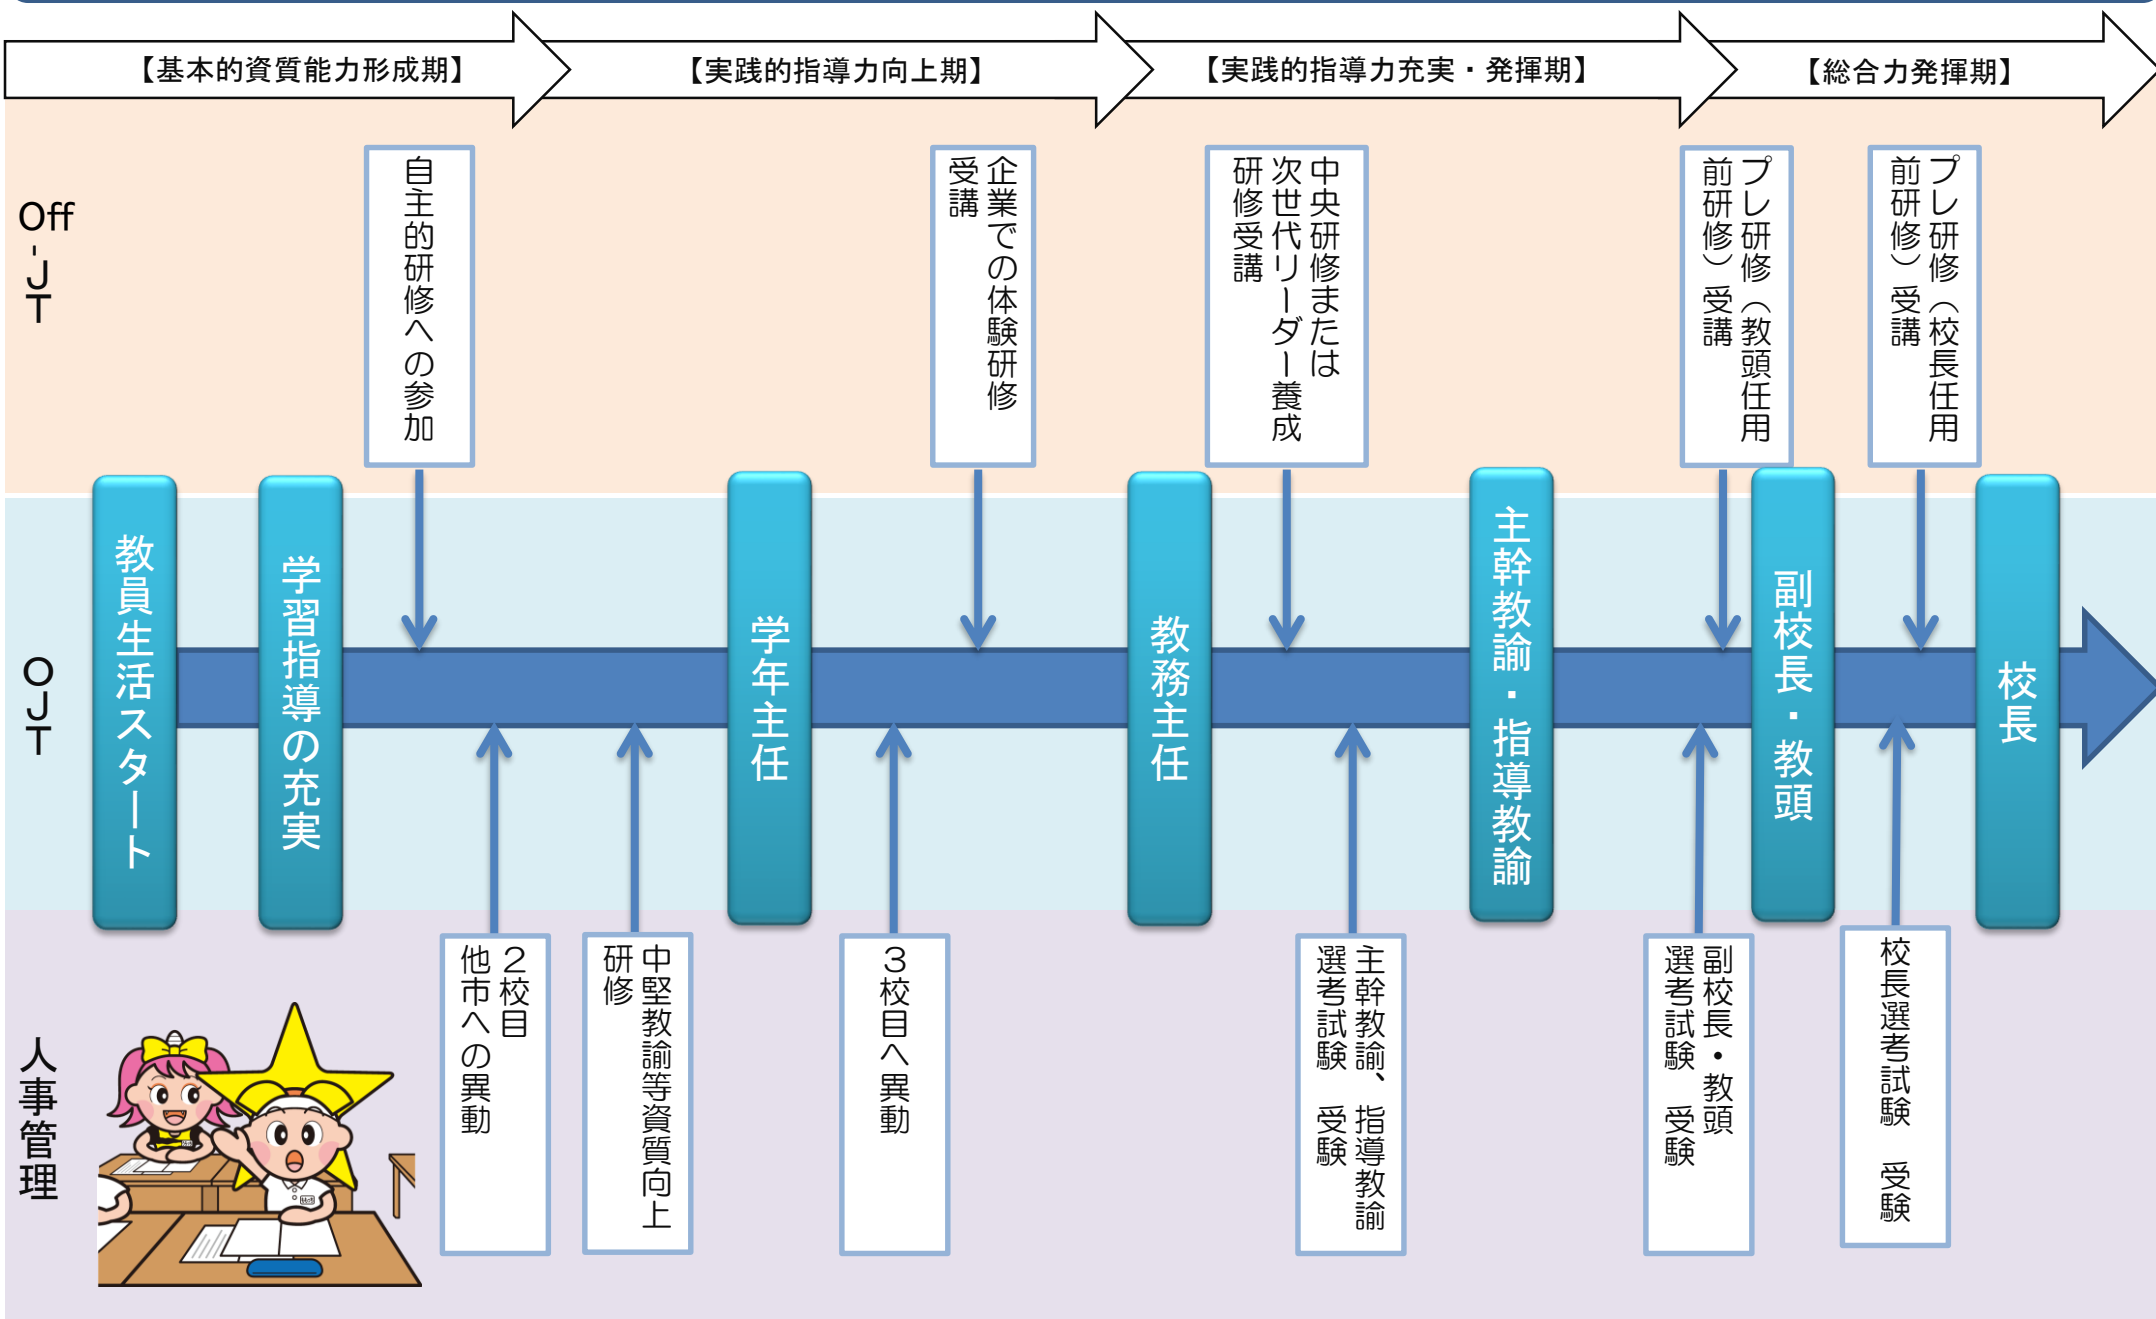 【基本的資質能力形成期】
【実践的指導力向上期】
【実践的指導力充実・発揮期】
【総合力発揮期】
Off-JT
自主的研修への参加
企業での体験研修
受講
中央研修または
次世代リーダー養成
研修受講
プレ研修（教頭任用
前研修）受講
プレ研修（校長任用
前研修）受講
OJT
教員生活スタート
学習指導の充実
学年主任
教務主任
主幹教諭・指導教諭
副校長・教頭
校長
人事管理
２校目
他市への異動
中堅教諭等資質向上
研修
３校目へ異動
主幹教諭、指導教諭
選考試験　受験
副校長・教頭
選考試験　受験
校長選考試験　受験